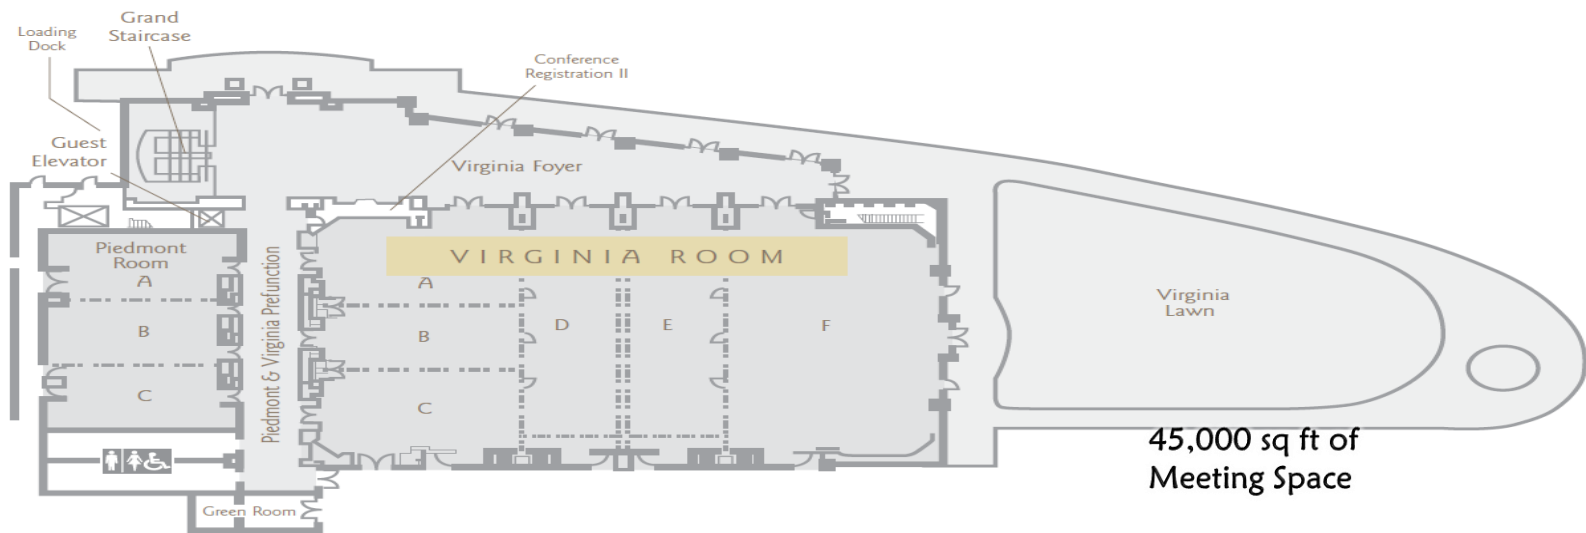 Grand
Staircase
Loading
Dock
Conference
Registration II
Guest
Elevator
Virginia Foyer
Piedmont
Room
A
B
C
Piedmont & Virginia Prefunction
VIRGINIA ROOM
A
B
C
D
E
F
Virginia
Lawn
45,000 sq ft of
Meeting Space
Green Room